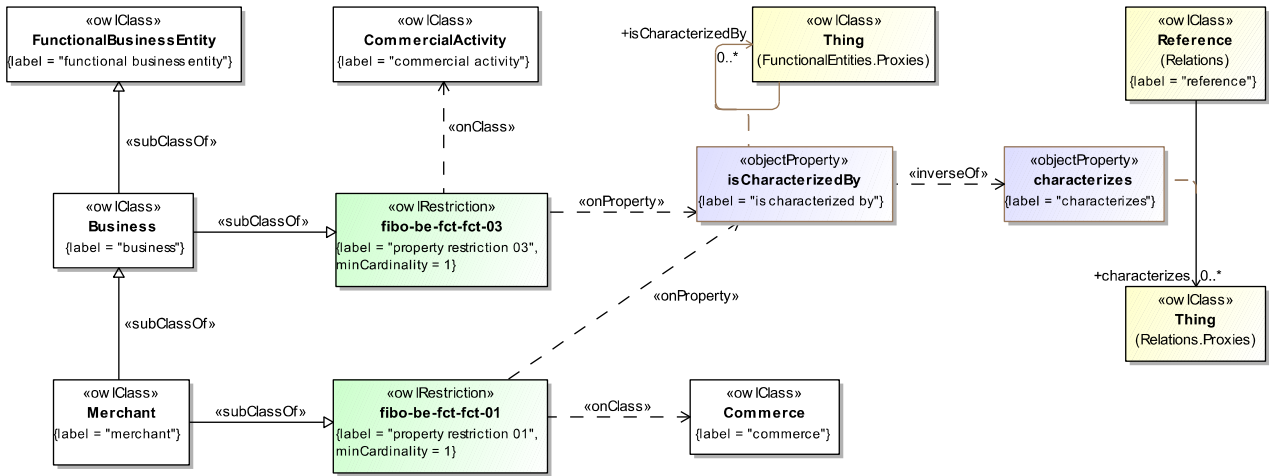 «owlClass»
FunctionalBusinessEntity
{label = "functional business entity"}
«owlClass»
CommercialActivity
{label = "commercial activity"}
+isCharacterizedBy
0..*
«owlClass»
Thing
(FunctionalEntities.Proxies)
«owlClass»
Reference
(Relations)
{label = "reference"}
«subClassOf»
«onClass»
«objectProperty»
isCharacterizedBy
{label = "is characterized by"}
«inverseOf»
«objectProperty»
characterizes
{label = "characterizes"}
«owlClass»
Business
{label = "business"}
«subClassOf»
«owlRestriction»
fibo-be-fct-fct-03
{label = "property restriction 03",
minCardinality = 1}
«onProperty»
«onProperty»
+characterizes
0..*
«owlClass»
Thing
(Relations.Proxies)
«subClassOf»
«owlClass»
Merchant
{label = "merchant"}
«subClassOf»
«owlRestriction»
fibo-be-fct-fct-01
{label = "property restriction 01",
minCardinality = 1}
«onClass»
«owlClass»
Commerce
{label = "commerce"}